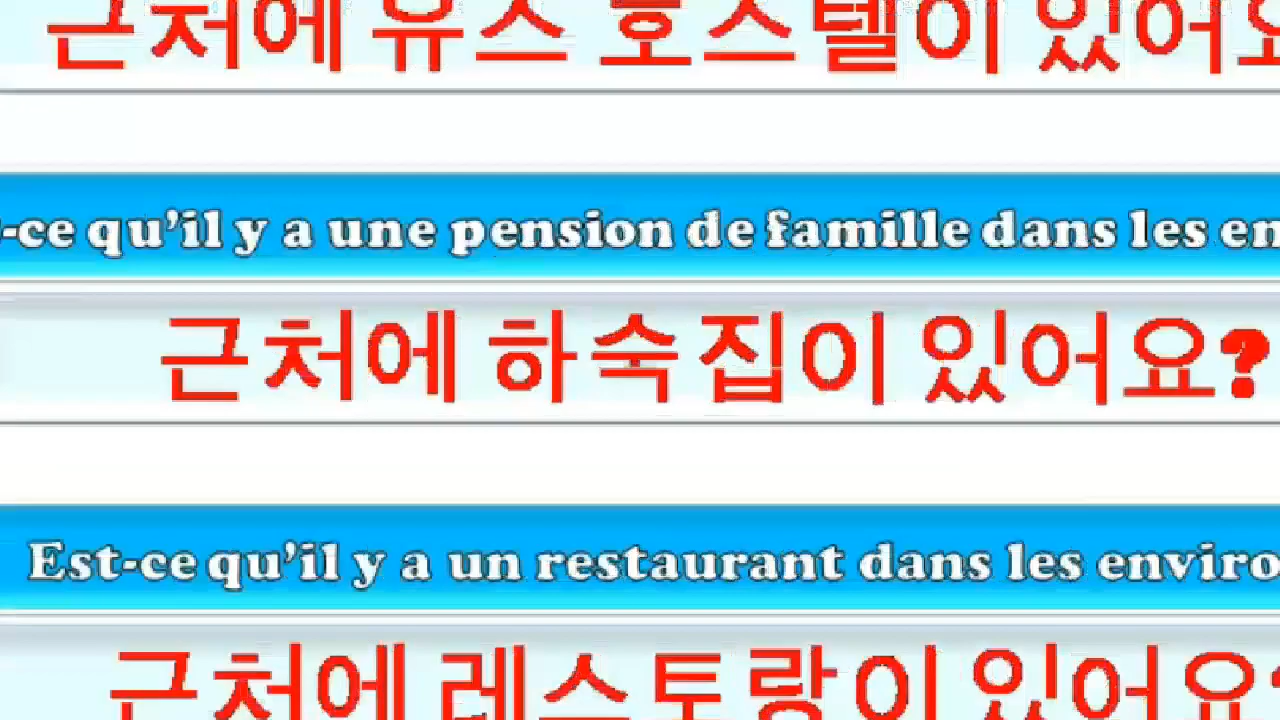 근처에 유스 호스텔이 있어요
-ce qu'il y a une pension de famille dans les en
근처에 하숙집이 있어요?
Est-ce qu'il y a un restaurant dans les enviro
근처에 레스토랑이 있어요?